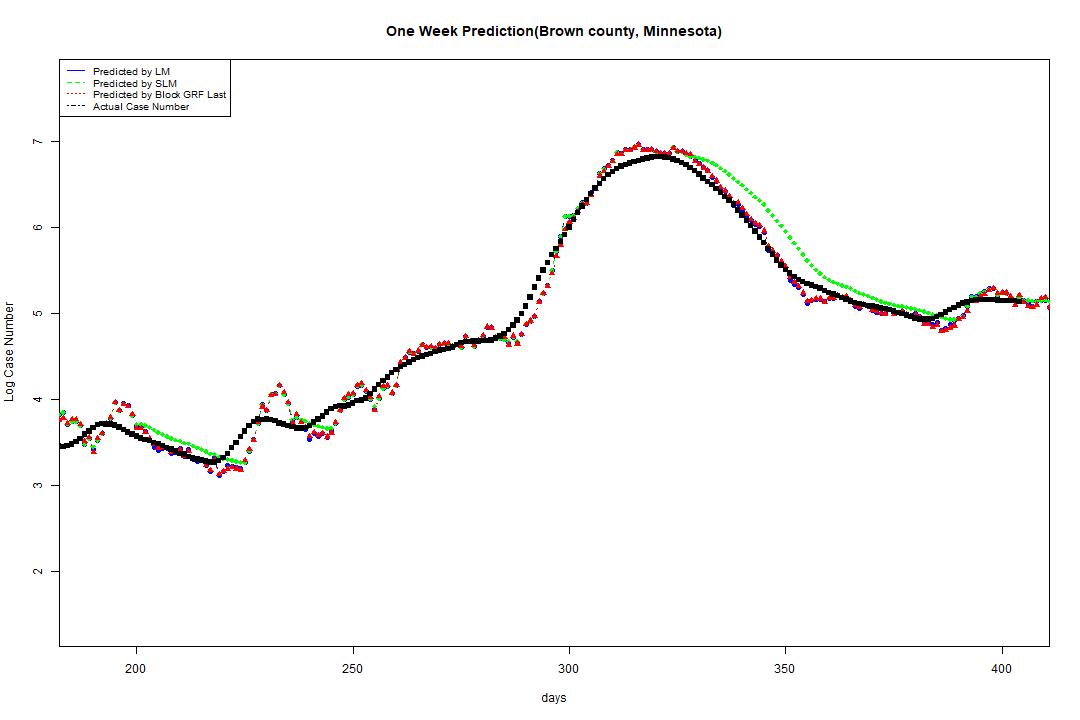 One Week Prediction(Brown county, Minnesota)
Predicted by LM
Predicted by SLM
Predicted by Block GRF Last
Actual Case Number
Log Case Number
7
6
5
4
3
2
200 250 300 350 400
days